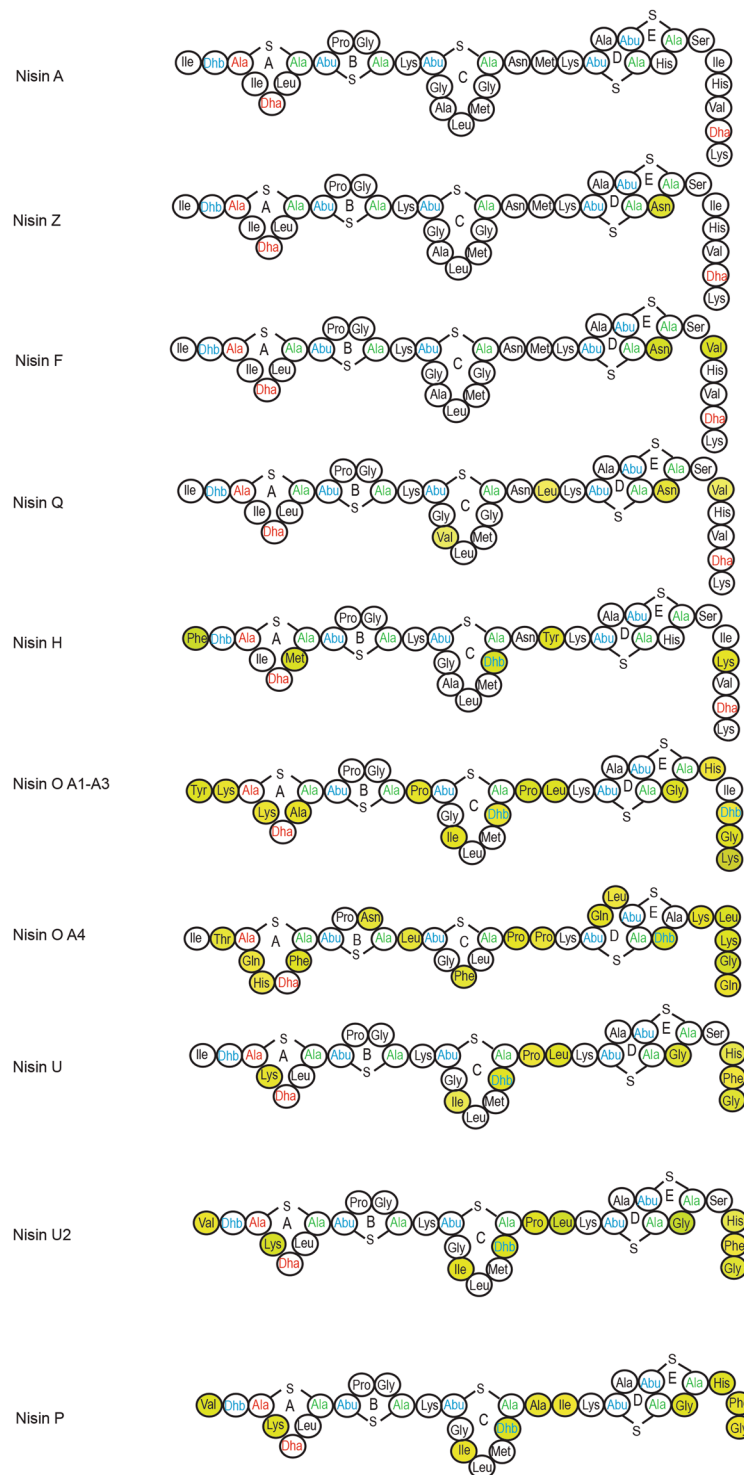 S
S Pro Gly S Ala Abu E Ala Ser
Nisin A Ile Dhb Ala A Ala Abu B Ala Lys Abu C Ala Asn Met Lys Abu D Ala His Ile
Ile Leu S Gly Gly S His
Dha Ala Met Val
Leu Dha
Lys
S
S Pro Gly S Ala Abu E Ala Ser
Nisin Z Ile Dhb Ala A Ala Abu B Ala Lys Abu C Ala Asn Met Lys Abu D Ala Asn Ile
Ile Leu S Gly Gly S His
Dha Ala Met Val
Leu Dha
Lys
S
S Pro Gly S Ala Abu E Ala Ser
Nisin F Ile Dhb Ala A Ala Abu B Ala Lys Abu C Ala Asn Met Lys Abu D Ala Asn Val
Ile Leu S Gly Gly S His
Dha Ala Met Val
Leu Dha
Lys
S
S Pro Gly S Ala Abu E Ala Ser
Nisin Q Ile Dhb Ala A Ala Abu B Ala Lys Abu C Ala Asn Leu Lys Abu D Ala Asn Val
Ile Leu S Gly Gly S His
Dha Val Met Val
Leu Dha
Lys
S
S Pro Gly S Ala Abu E Ala Ser
Nisin H Phe Dhb Ala A Ala Abu B Ala Lys Abu C Ala Asn Tyr Lys Abu D Ala His Ile
Ile Met S Gly Dhb S Lys
Dha Ala Met Val
Leu Dha
Lys
S
S Pro Gly S Ala Abu E Ala His
Nisin O A1-A3 Tyr Lys Ala A Ala Abu B Ala Pro Abu C Ala Pro Leu Lys Abu D Ala Gly Ile
Lys Ala S Gly Dhb S Dhb
Dha Ile Met Gly
Leu Lys
S
Leu
S Pro Asn S Gln Abu E Ala Lys Leu
Nisin O A4 Ile Thr Ala A Ala Abu B Ala Leu Abu C Ala Pro Pro Lys Abu D Ala Dhb Lys
Gln Phe S Gly Leu S Gly
His Dha Phe Gln
S
S Pro Gly S Ala Abu E Ala Ser
Nisin U Ile Dhb Ala A Ala Abu B Ala Lys Abu C Ala Pro Leu Lys Abu D Ala Gly His
Lys Leu S Gly Dhb S Phe
Dha Ile Met Gly
Leu
S
S Pro Gly S Ala Abu E Ala Ser
Nisin U2 Val Dhb Ala A Ala Abu B Ala Lys Abu C Ala Pro Leu Lys Abu D Ala Gly His
Lys Leu S Gly Dhb S Phe
Dha Ile Met Gly
Leu
S
S Pro Gly S Ala Abu E Ala His
Nisin P Val Dhb Ala A Ala Abu B Ala Lys Abu C Ala Ala Ile Lys Abu D Ala Gly Phe
Lys Leu S Gly Dhb S Gly
Dha Ile Met
Leu